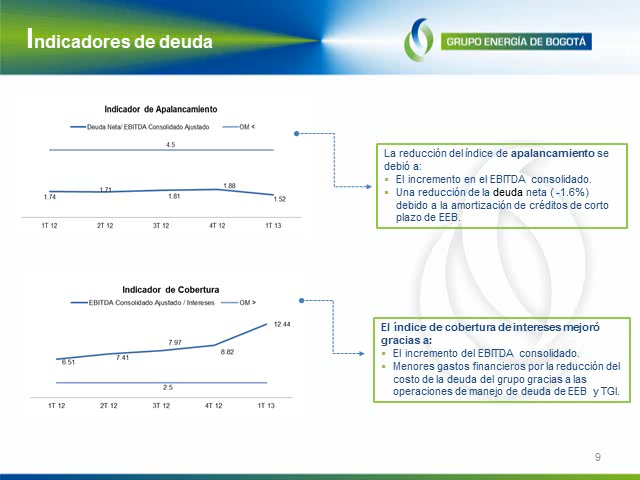 Indicadores de deuda
GRUPO ENERGÍA DE BOGOTÁ
Indicador de Apalancamiento
Deuda Neta/ EBITDA Consolidado Ajustado
OM <
4.5
1.74
1.71
1.81
1.88
1.52
1T 12
2T 12
3T 12
4T 12
1T 13
La reducción del índice de apalancamiento se
debió a:
• El incremento en el EBITDA consolidado.
• Una reducción de la deuda neta ( -1.6%)
debido a la amortización de créditos de corto
plazo de EEB.
Indicador de Cobertura
EBITDA Consolidado Ajustado / Intereses
OM >
6.51
7.41
7.97
8.82
12.44
2.5
1T 12
2T 12
3T 12
4T 12
1T 13
El índice de cobertura de intereses mejoró
gracias a:
• El incremento del EBITDA consolidado.
• Menores gastos financieros por la reducción del
costo de la deuda del grupo gracias a las
operaciones de manejo de deuda de EEB y TGI.
9